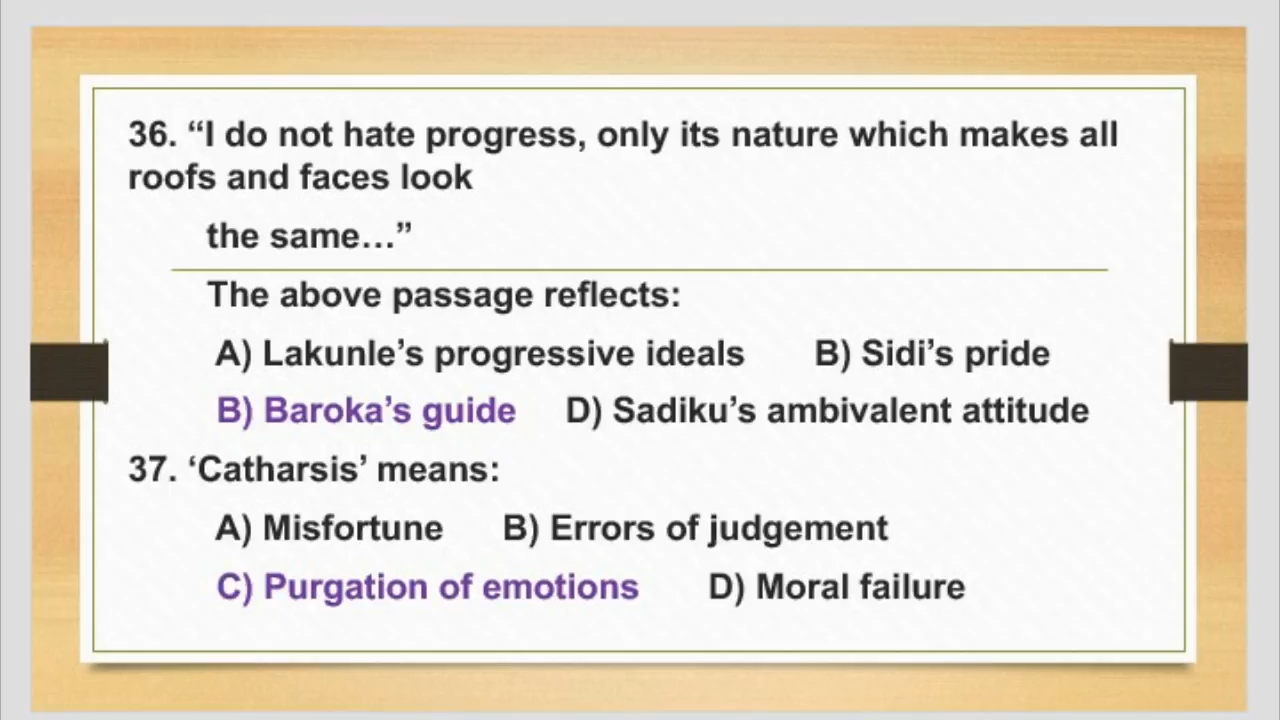 36. “I do not hate progress, only its nature which makes all
roofs and faces look
the same…”
The above passage reflects:
A) Lakunle’s progressive ideals B) Sidi’s pride
B) Baroka’s guide D) Sadiku’s ambivalent attitude
37. ‘Catharsis’ means:
A) Misfortune B) Errors of judgement
C) Purgation of emotions D) Moral failure